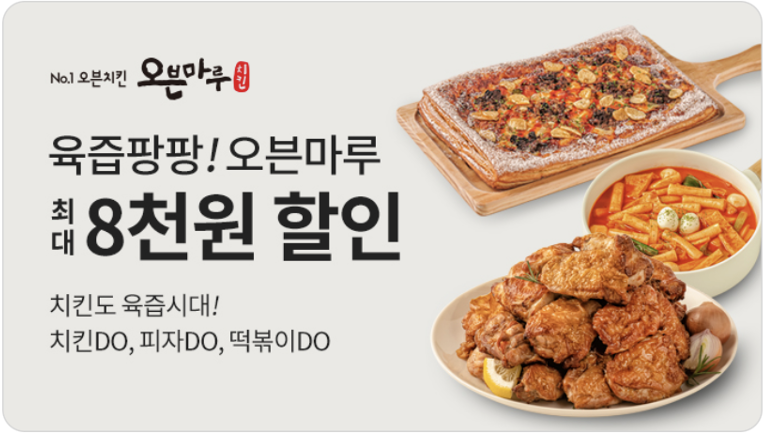 No.1 오븐치킨 오븐마루 치킨
육즙팡팡! 오븐마루
최대 8천원 할인
치킨도 육즙시대!
치킨DO, 피자DO, 떡볶이DO